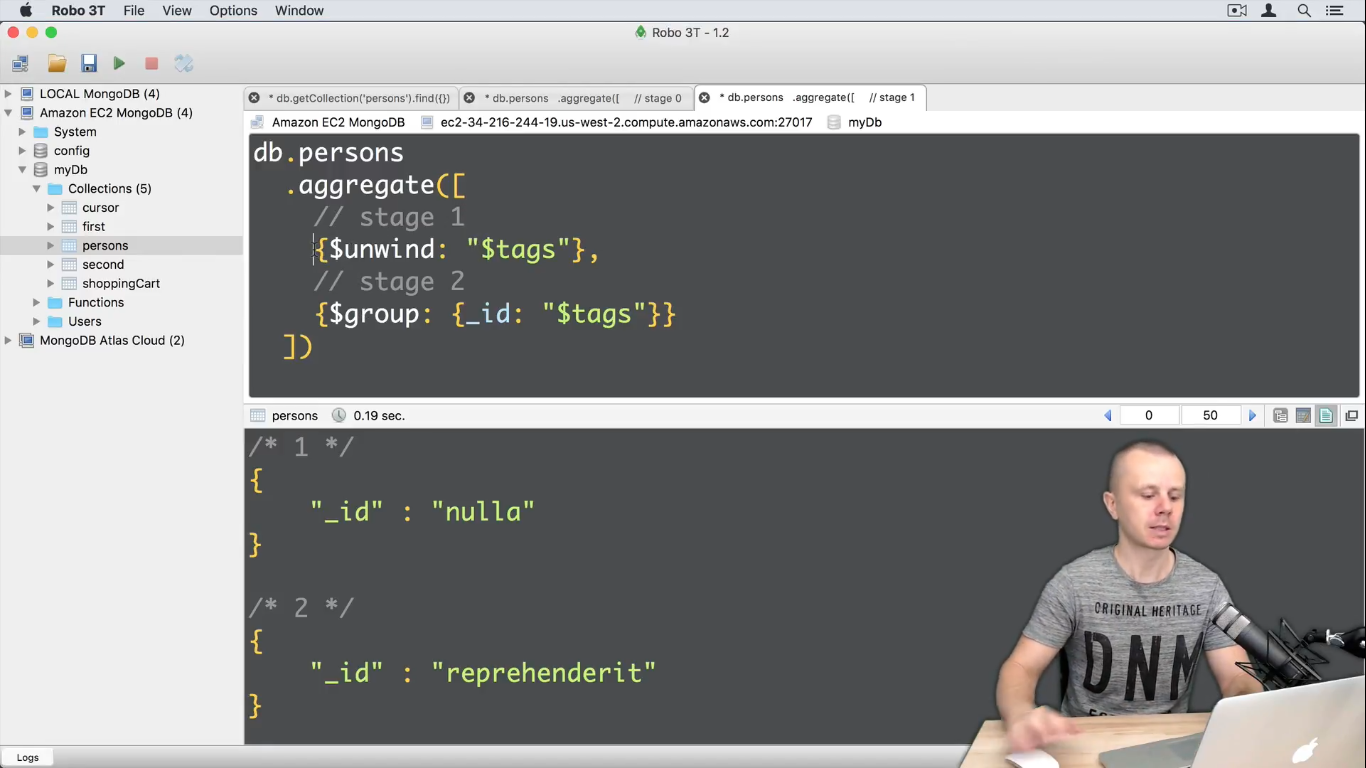 Robo 3T File View Options Window
Robo 3T - 1.2
LOCAL MongoDB (4)
Amazon EC2 MongoDB (4)
System
config
myDb
Collections (5)
cursor
first
persons
second
shoppingCart
Functions
Users
MongoDB Atlas Cloud (2)
* db.getCollection('persons').find({}) * db.persons .aggregate([ // stage 0 * db.persons .aggregate([ // stage 1
Amazon EC2 MongoDB ec2-34-216-244-19.us-west-2.compute.amazonaws.com:27017 myDb
db.persons
.aggregate([
// stage 1
{$unwind: "$tags"},
// stage 2
{$group: {_id: "$tags"}}
])
persons 0.19 sec. 0 50
/* 1 */
{
"_id" : "nulla"
}
/* 2 */
{
"_id" : "reprehenderit"
}
ORIGINAL HERITAGE
DNM
Logs